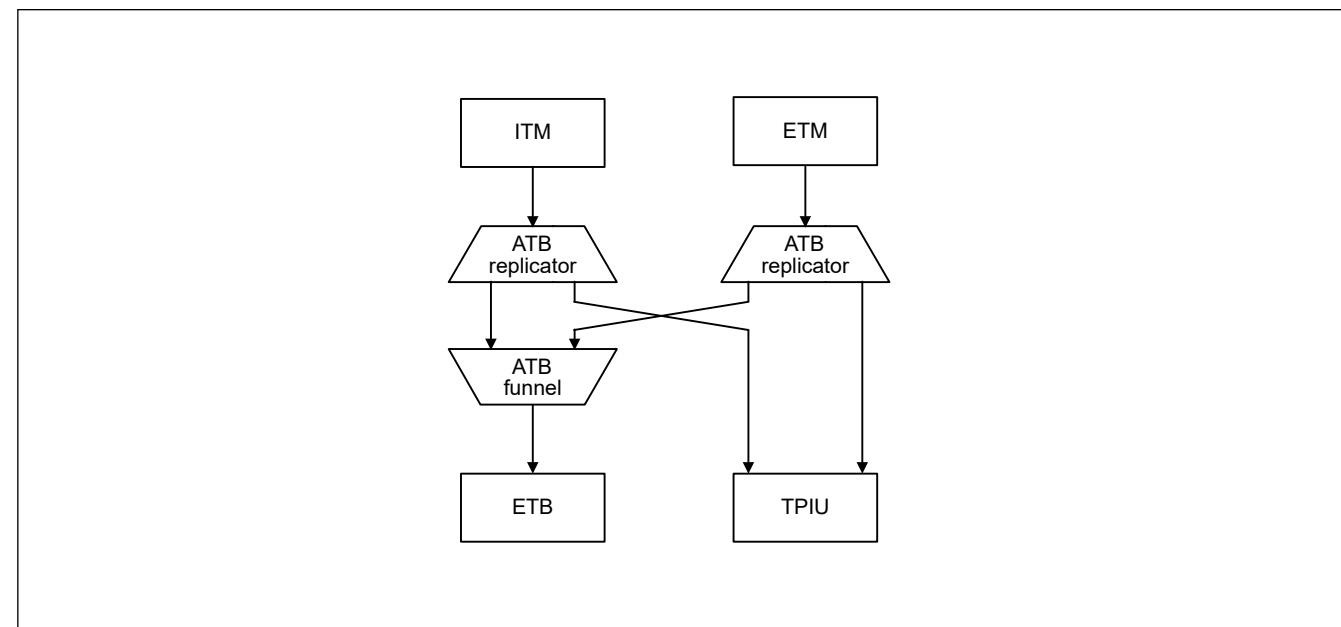 ITM
ETM
ATB
replicator
ATB
replicator
ATB
funnel
ETB
TPIU